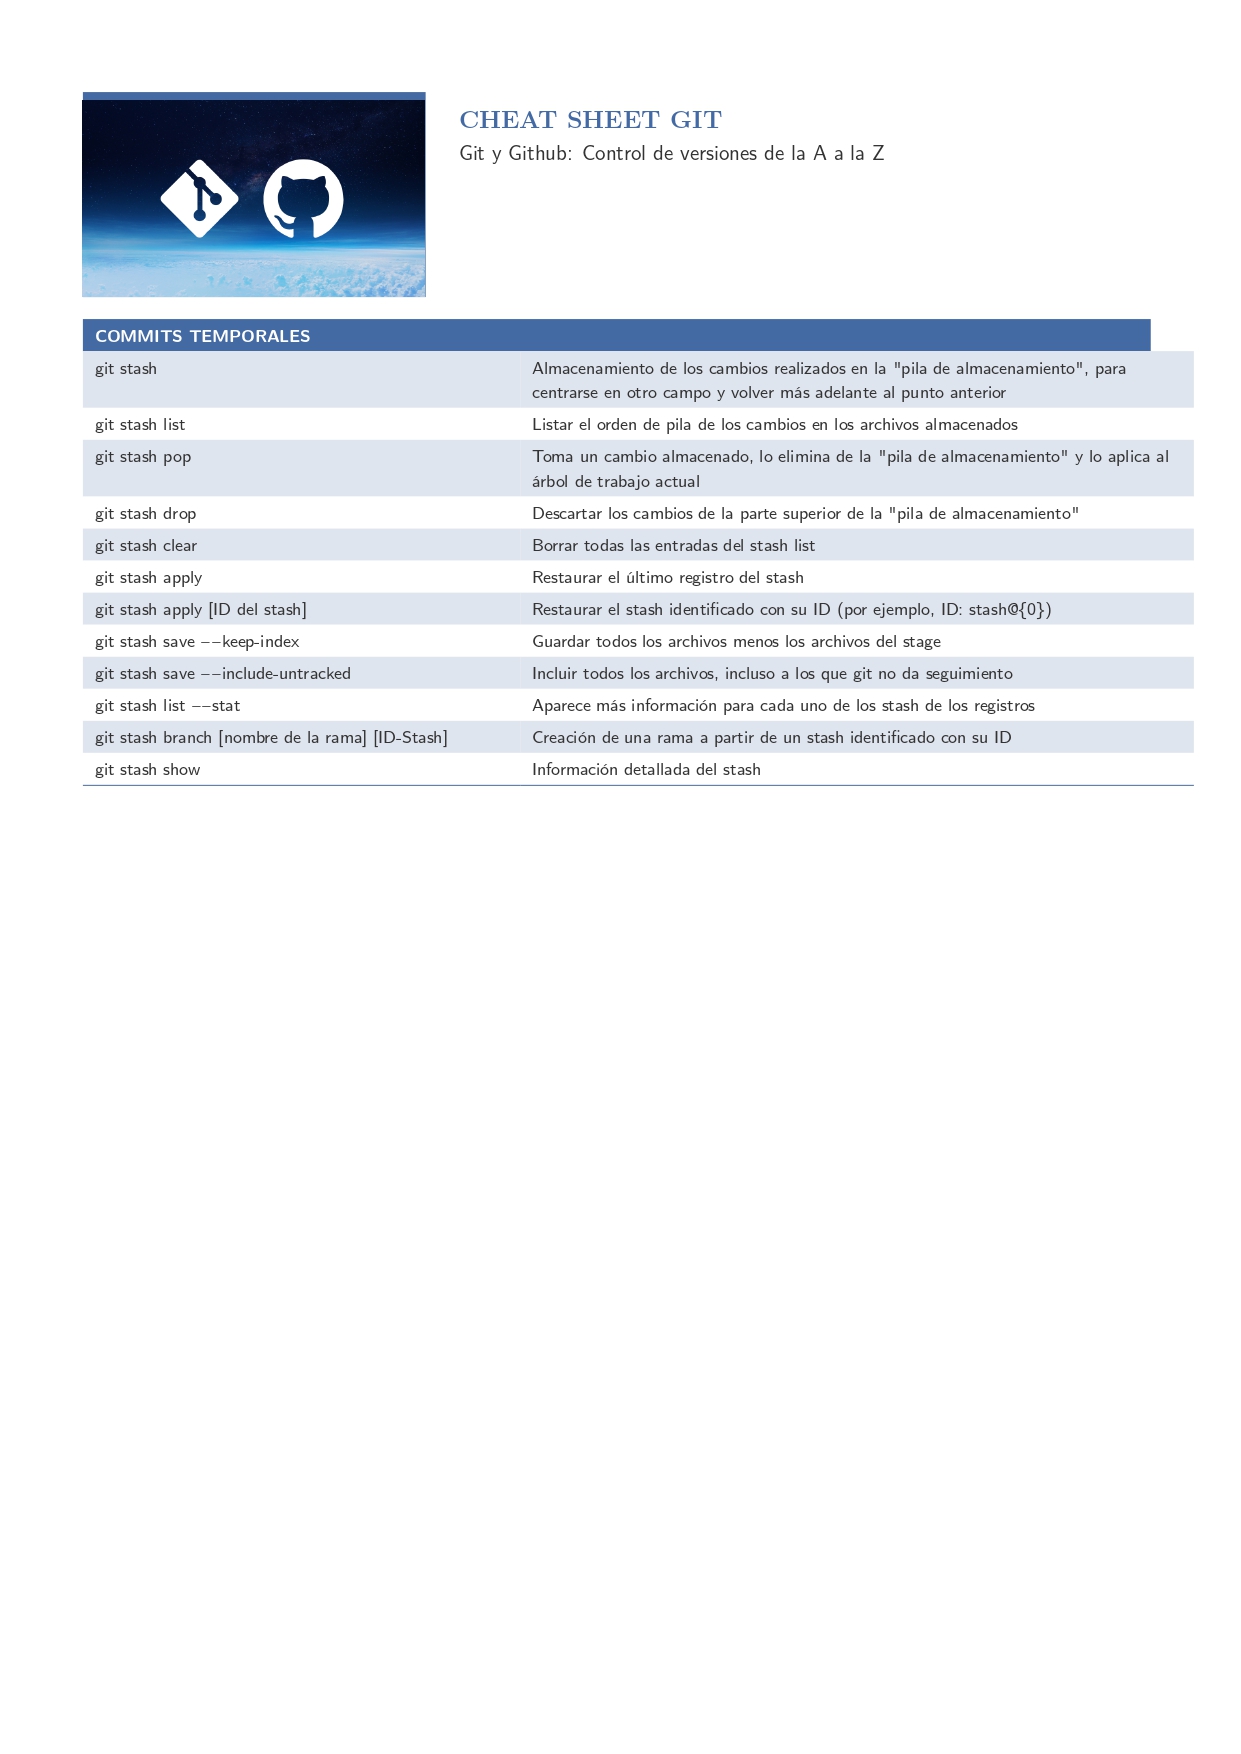 CHEAT SHEET GIT
Git y Github: Control de versiones de la A a la Z
COMMITS TEMPORALES
git stash
Almacenamiento de los cambios realizados en la "pila de almacenamiento", para
centrarse en otro campo y volver más adelante al punto anterior
git stash list
Listar el orden de pila de los cambios en los archivos almacenados
git stash pop
Toma un cambio almacenado, lo elimina de la "pila de almacenamiento" y lo aplica al
árbol de trabajo actual
git stash drop
Descartar los cambios de la parte superior de la "pila de almacenamiento"
git stash clear
Borrar todas las entradas del stash list
git stash apply
Restaurar el último registro del stash
git stash apply [ID del stash]
Restaurar el stash identificado con su ID (por ejemplo, ID: stash@{0})
git stash save −−keep-index
Guardar todos los archivos menos los archivos del stage
git stash save −−include-untracked
Incluir todos los archivos, incluso a los que git no da seguimiento
git stash list −−stat
Aparece más información para cada uno de los stash de los registros
git stash branch [nombre de la rama] [ID-Stash]
Creación de una rama a partir de un stash identificado con su ID
git stash show
Información detallada del stash